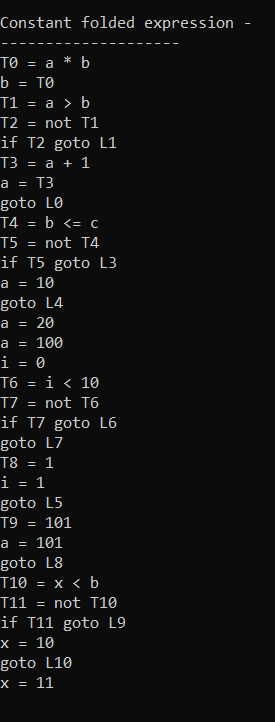 Constant folded expression -
--------------------
T0 = a * b
b = T0
T1 = a > b
T2 = not T1
if T2 goto L1
T3 = a + 1
a = T3
goto L0
T4 = b <= c
T5 = not T4
if T5 goto L3
a = 10
goto L4
a = 20
a = 100
i = 0
T6 = i < 10
T7 = not T6
if T7 goto L6
goto L7
T8 = 1
i = 1
goto L5
T9 = 101
a = 101
goto L8
T10 = x < b
T11 = not T10
if T11 goto L9
x = 10
goto L10
x = 11